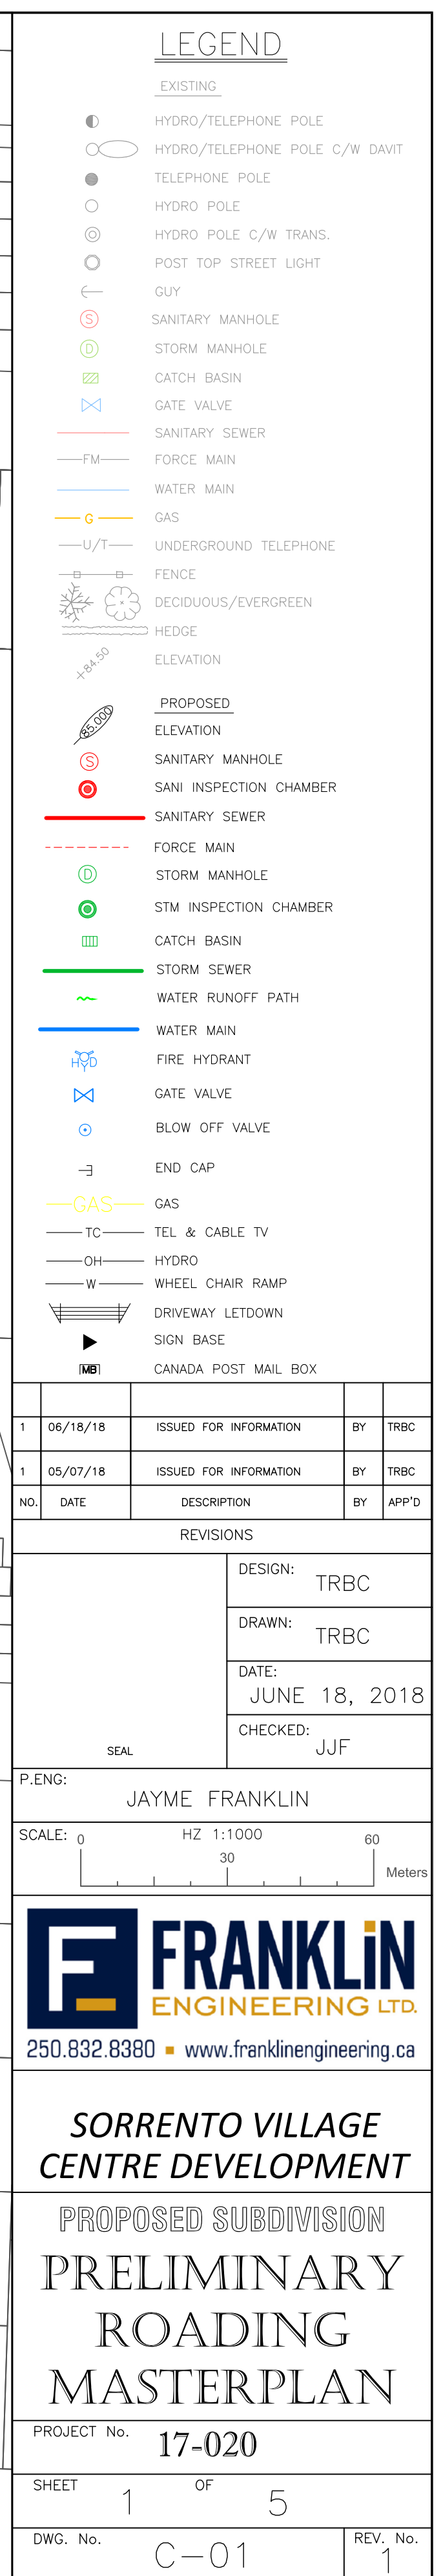 LEGEND
EXISTING
HYDRO/TELEPHONE POLE
HYDRO/TELEPHONE POLE C/W DAVIT
TELEPHONE POLE
HYDRO POLE
HYDRO POLE C/W TRANS.
POST TOP STREET LIGHT
GUY
S SANITARY MANHOLE
D STORM MANHOLE
CATCH BASIN
GATE VALVE
SANITARY SEWER
FM FORCE MAIN
WATER MAIN
G GAS
U/T UNDERGROUND TELEPHONE
FENCE
DECIDUOUS/EVERGREEN
HEDGE
+84.50 ELEVATION
PROPOSED
85.000 ELEVATION
S SANITARY MANHOLE
SANI INSPECTION CHAMBER
SANITARY SEWER
FORCE MAIN
D STORM MANHOLE
STM INSPECTION CHAMBER
CATCH BASIN
STORM SEWER
WATER RUNOFF PATH
WATER MAIN
HYD FIRE HYDRANT
GATE VALVE
BLOW OFF VALVE
END CAP
GAS GAS
TC TEL & CABLE TV
OH HYDRO
W WHEEL CHAIR RAMP
DRIVEWAY LETDOWN
SIGN BASE
MB CANADA POST MAIL BOX
1 06/18/18 ISSUED FOR INFORMATION BY TRBC
1 05/07/18 ISSUED FOR INFORMATION BY TRBC
NO. DATE DESCRIPTION BY APP'D
REVISIONS
DESIGN: TRBC
DRAWN: TRBC
DATE: JUNE 18, 2018
CHECKED: JJF
SEAL
P.ENG:
JAYME FRANKLIN
SCALE: HZ 1:1000
0 30 60
Meters
F FRANKLIN
ENGINEERING LTD.
250.832.8380 ▪ www.franklinengineering.ca
SORRENTO VILLAGE
CENTRE DEVELOPMENT
PROPOSED SUBDIVISION
PRELIMINARY
ROADING
MASTERPLAN
PROJECT No. 17-020
SHEET 1 OF 5
DWG. No. C-01
REV. No. 1